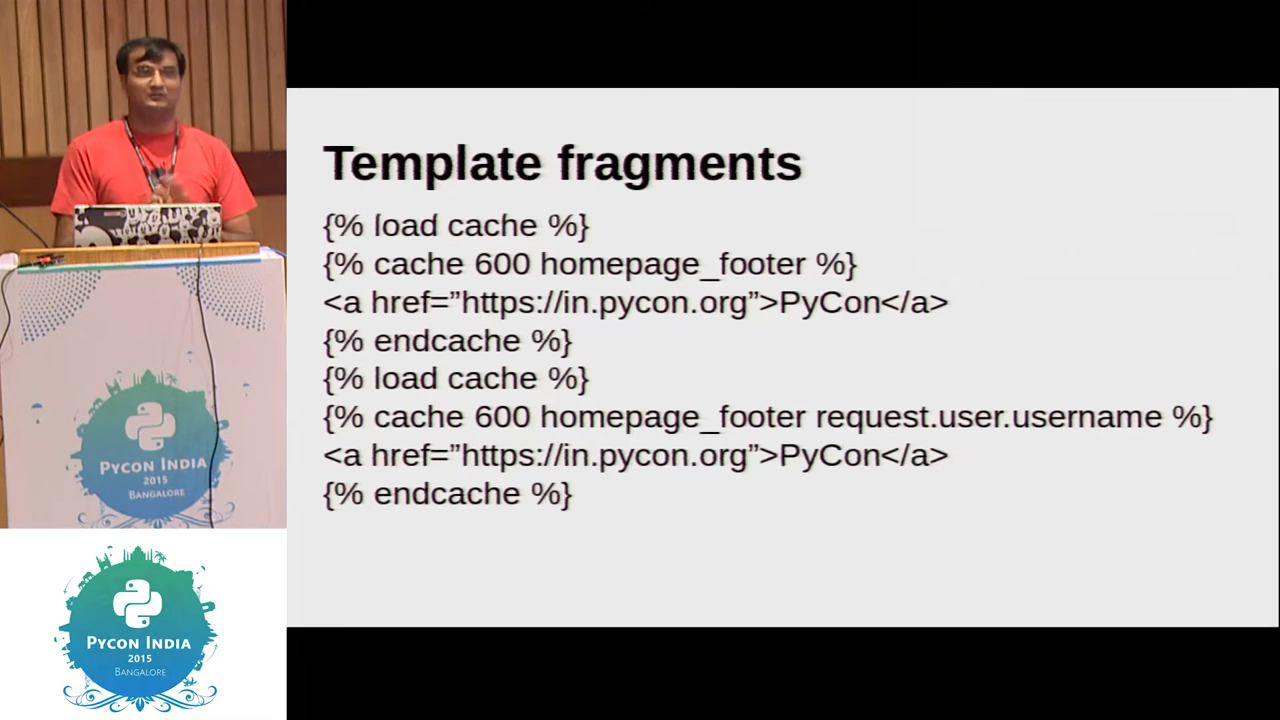 Template fragments
{% load cache %}
{% cache 600 homepage_footer %}
<a href=”https://in.pycon.org”>PyCon</a>
{% endcache %}
{% load cache %}
{% cache 600 homepage_footer request.user.username %}
<a href=”https://in.pycon.org”>PyCon</a>
{% endcache %}
PYCON INDIA
2015
BANGALORE
PYCON INDIA
2015
BANGALORE